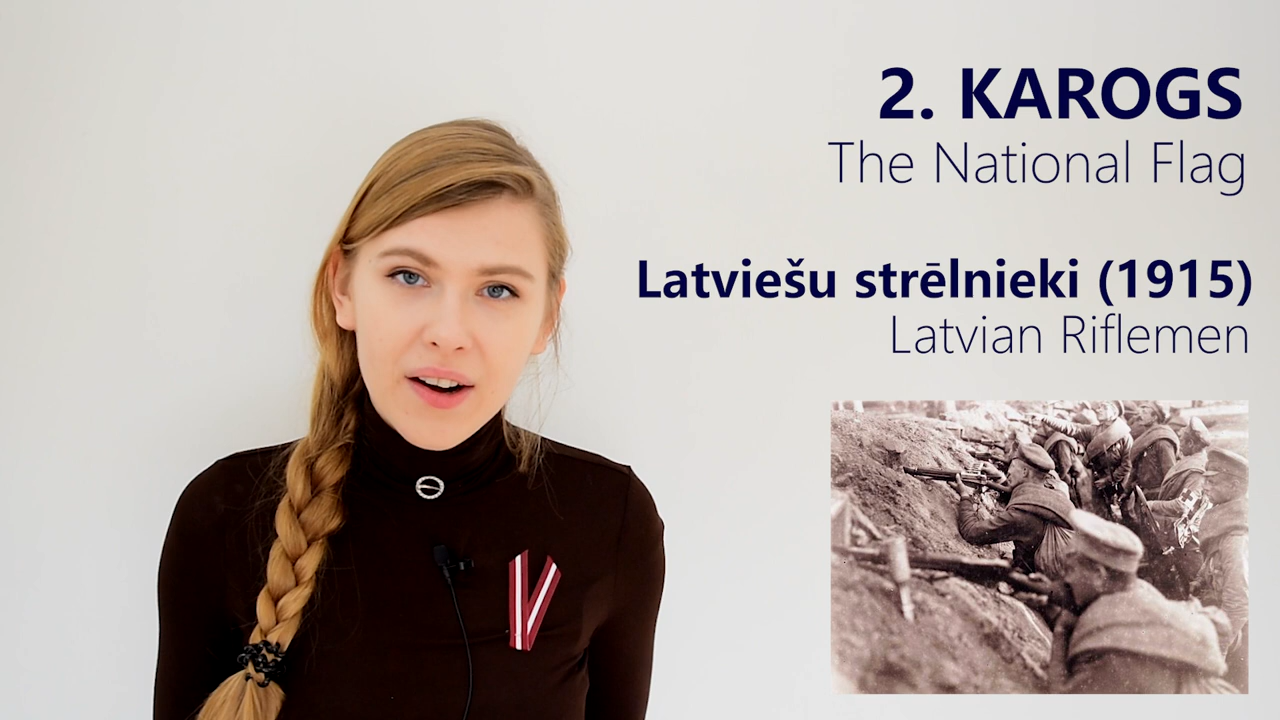 2. KAROGS
The National Flag
Latviešu strēlnieki (1915)
Latvian Riflemen